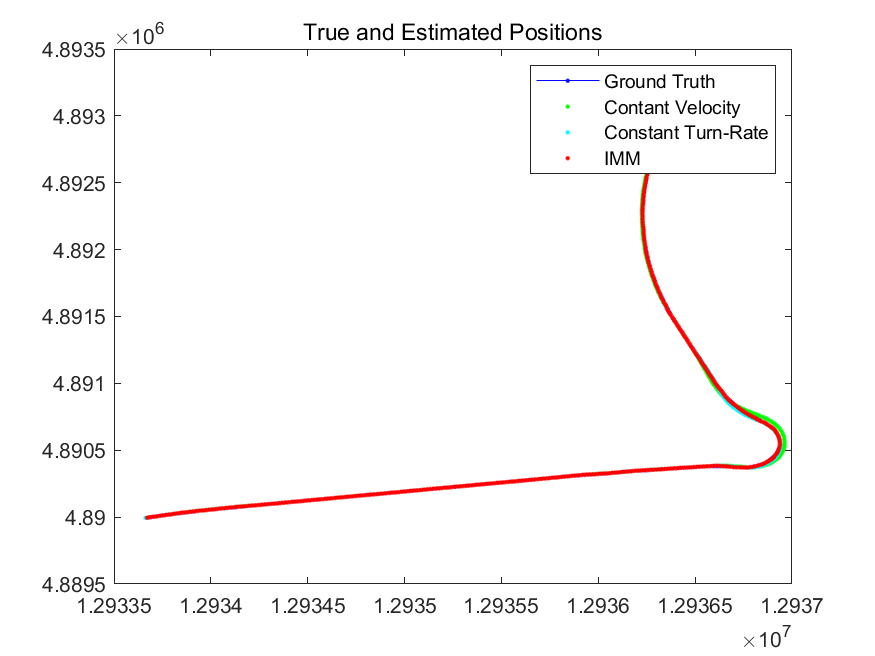 True and Estimated Positions
×10^6
4.8935
4.893
4.8925
4.892
4.8915
4.891
4.8905
4.89
4.8895
Ground Truth
Contant Velocity
Constant Turn-Rate
IMM
1.29335 1.2934 1.29345 1.2935 1.29355 1.2936 1.29365 1.2937
×10^7